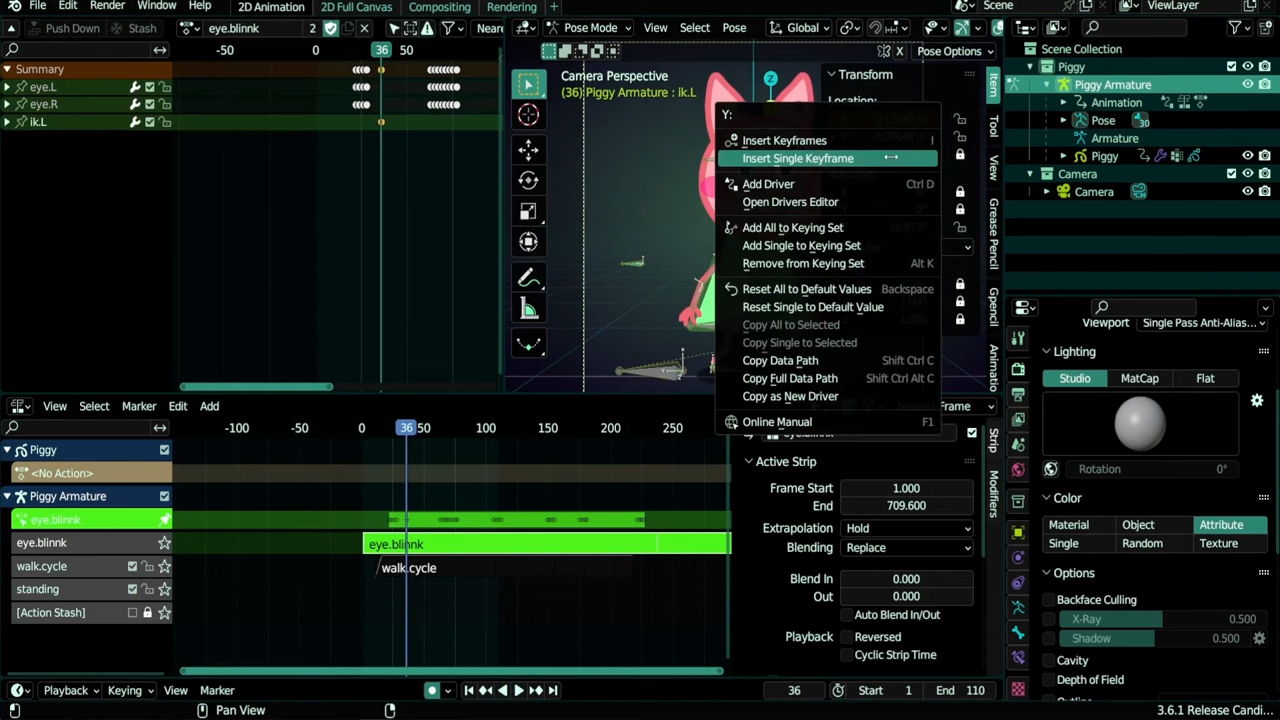 File Edit Render Window Help 2D Animation 2D Full Canvas Compositing Rendering + Scene ViewLayer
Push Down Stash eye.blinnk 2 Neare Pose Mode View Select Pose Global
-50 0 36 50 Pose Options
Summary
eye.L
eye.R
ik.L
Camera Perspective
(36) Piggy Armature : ik.L
Z
Transform
Location:
Y:
Insert Keyframes I
Insert Single Keyframe
Add Driver Ctrl D
Open Drivers Editor
Add All to Keying Set
Add Single to Keying Set
Remove from Keying Set Alt K
Reset All to Default Values Backspace
Reset Single to Default Value
Copy All to Selected
Copy Single to Selected
Copy Data Path Shift Ctrl C
Copy Full Data Path Shift Ctrl Alt C
Copy as New Driver
Online Manual F1
Item
Tool
View
Grease Pencil
Gpencil
Animatio
Scene Collection
Piggy
Piggy Armature
Animation
Pose 30
Armature
Piggy
Camera
Camera
Viewport Single Pass Anti-Alias...
Lighting
Studio MatCap Flat
Rotation 0°
Color
Material Object Attribute
Single Random Texture
Options
Backface Culling
X-Ray 0.500
Shadow 0.500
Cavity
Depth of Field
View Select Marker Edit Add Nearest Frame
-100 -50 0 36 50 100 150 200 250
Piggy
<No Action>
Piggy Armature
eye.blinnk
eye.blinnk eye.blinnk
walk.cycle walk.cycle
standing
[Action Stash]
eye.blinnk
Active Strip
Frame Start 1.000
End 709.600
Extrapolation Hold
Blending Replace
Blend In 0.000
Out 0.000
Auto Blend In/Out
Playback Reversed
Cyclic Strip Time
Strip
Modifiers
Playback Keying View Marker 36 Start 1 End 110
Pan View 3.6.1 Release Candi...